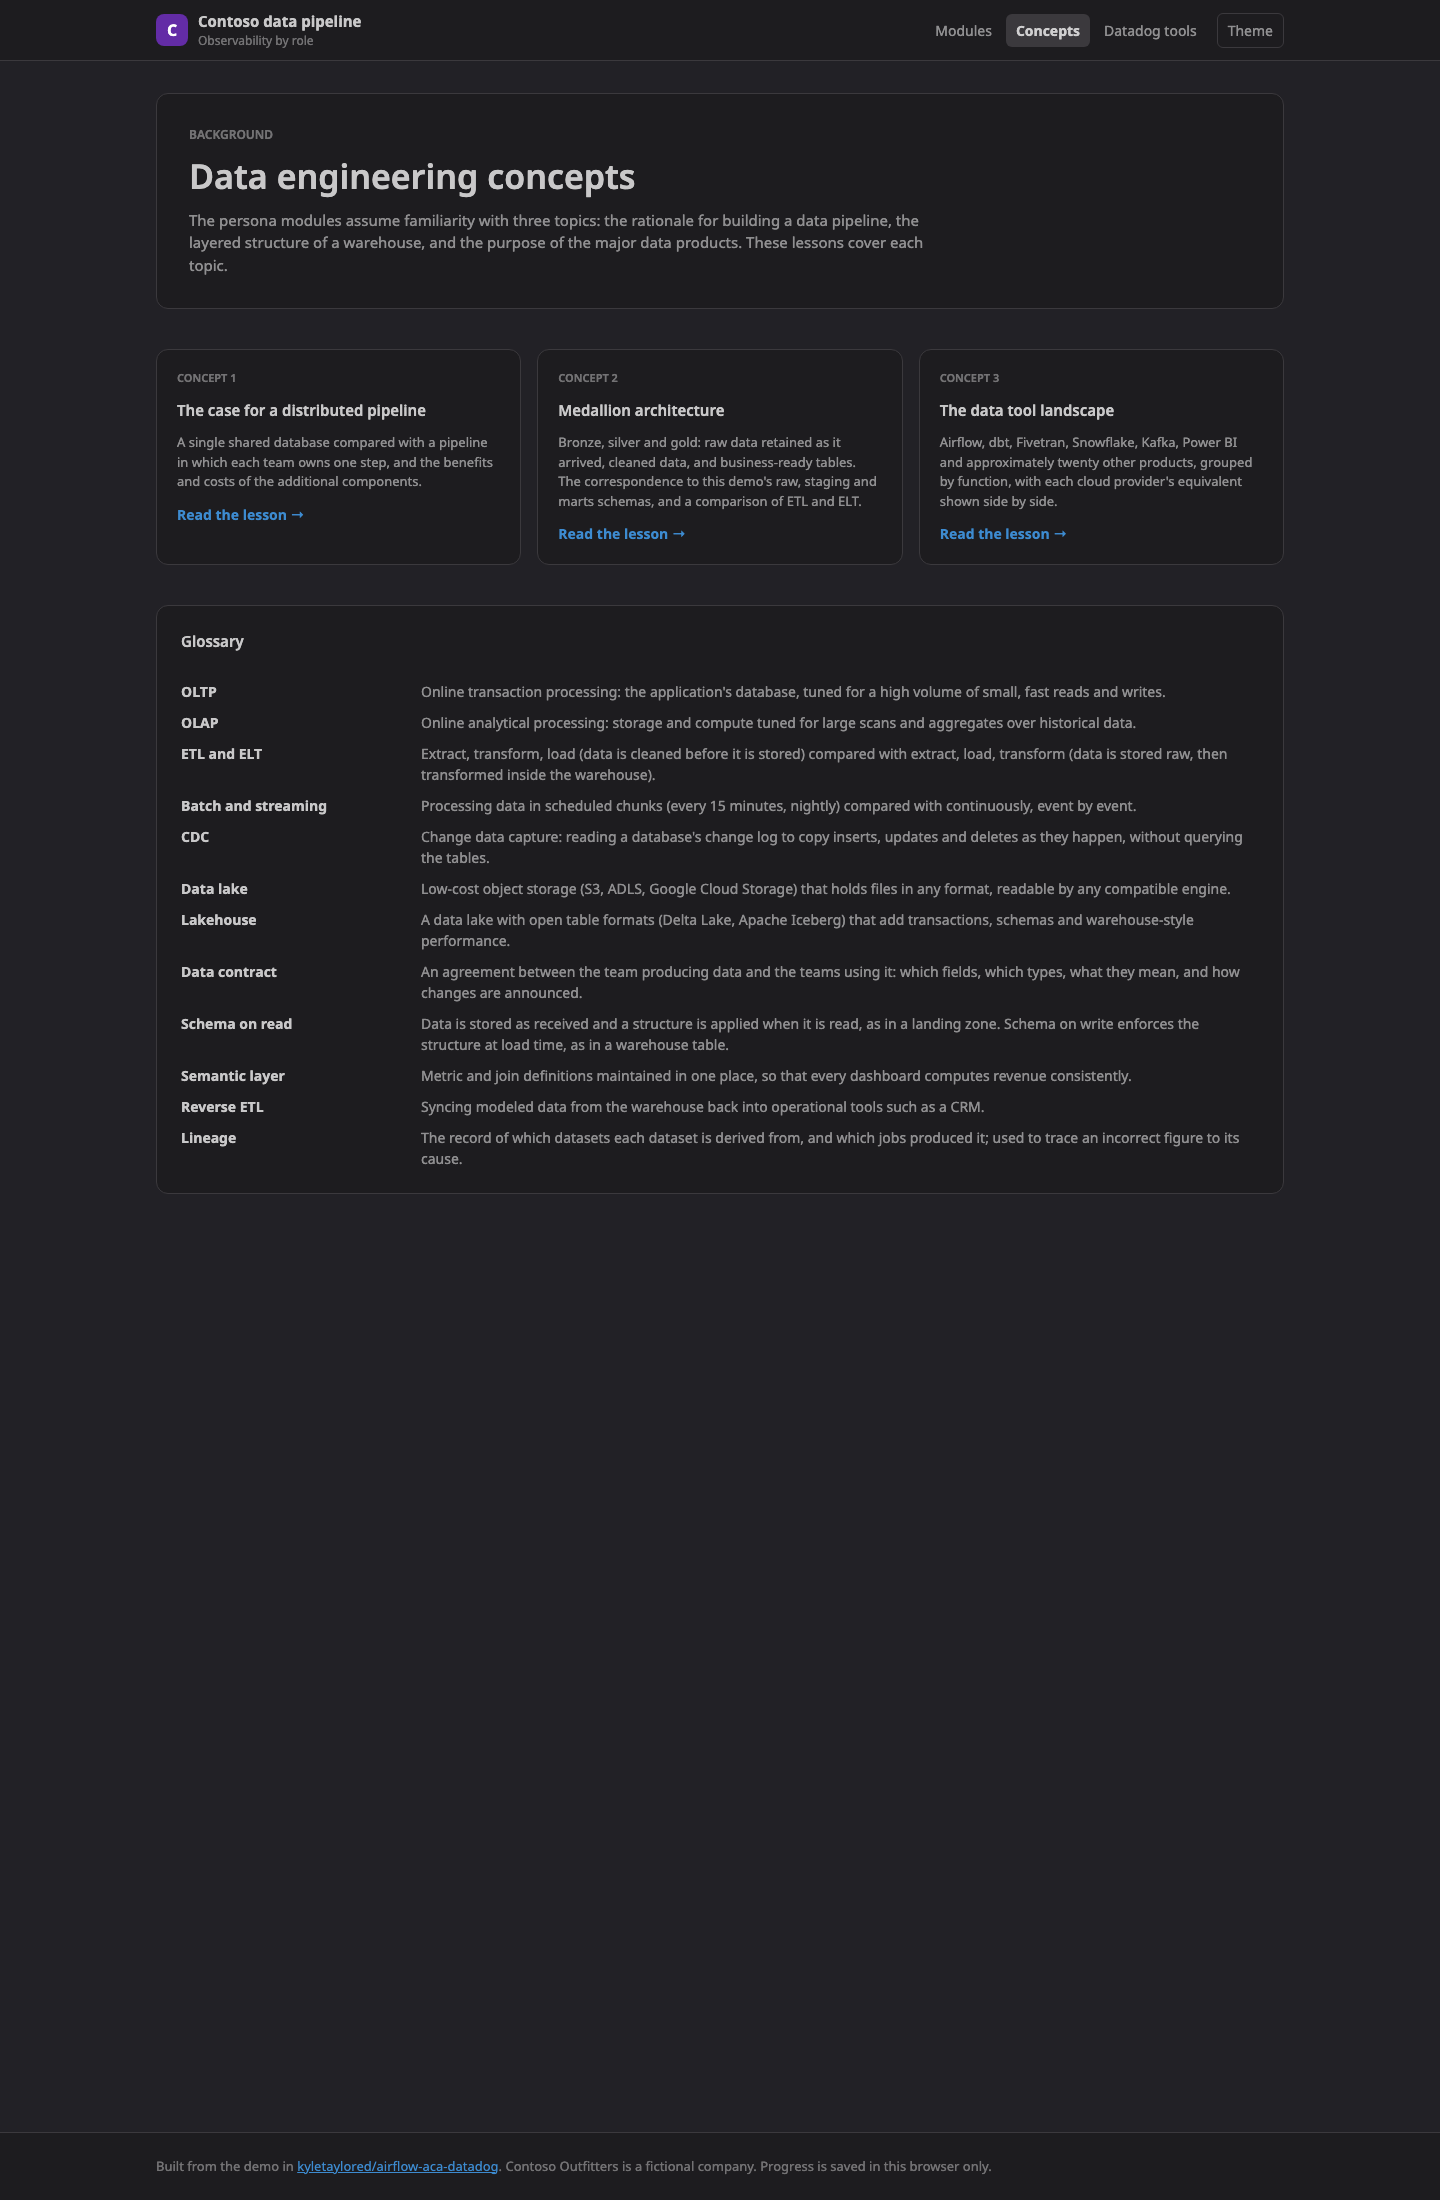 C
Contoso data pipeline
Observability by role
Modules
Concepts
Datadog tools
Theme
BACKGROUND
Data engineering concepts
The persona modules assume familiarity with three topics: the rationale for building a data pipeline, the
layered structure of a warehouse, and the purpose of the major data products. These lessons cover each
topic.
CONCEPT 1
The case for a distributed pipeline
A single shared database compared with a pipeline
in which each team owns one step, and the benefits
and costs of the additional components.
Read the lesson →
CONCEPT 2
Medallion architecture
Bronze, silver and gold: raw data retained as it
arrived, cleaned data, and business-ready tables.
The correspondence to this demo's raw, staging and
marts schemas, and a comparison of ETL and ELT.
Read the lesson →
CONCEPT 3
The data tool landscape
Airflow, dbt, Fivetran, Snowflake, Kafka, Power BI
and approximately twenty other products, grouped
by function, with each cloud provider's equivalent
shown side by side.
Read the lesson →
Glossary
OLTP
Online transaction processing: the application's database, tuned for a high volume of small, fast reads and writes.
OLAP
Online analytical processing: storage and compute tuned for large scans and aggregates over historical data.
ETL and ELT
Extract, transform, load (data is cleaned before it is stored) compared with extract, load, transform (data is stored raw, then
transformed inside the warehouse).
Batch and streaming
Processing data in scheduled chunks (every 15 minutes, nightly) compared with continuously, event by event.
CDC
Change data capture: reading a database's change log to copy inserts, updates and deletes as they happen, without querying
the tables.
Data lake
Low-cost object storage (S3, ADLS, Google Cloud Storage) that holds files in any format, readable by any compatible engine.
Lakehouse
A data lake with open table formats (Delta Lake, Apache Iceberg) that add transactions, schemas and warehouse-style
performance.
Data contract
An agreement between the team producing data and the teams using it: which fields, which types, what they mean, and how
changes are announced.
Schema on read
Data is stored as received and a structure is applied when it is read, as in a landing zone. Schema on write enforces the
structure at load time, as in a warehouse table.
Semantic layer
Metric and join definitions maintained in one place, so that every dashboard computes revenue consistently.
Reverse ETL
Syncing modeled data from the warehouse back into operational tools such as a CRM.
Lineage
The record of which datasets each dataset is derived from, and which jobs produced it; used to trace an incorrect figure to its
cause.
Built from the demo in kyletaylored/airflow-aca-datadog. Contoso Outfitters is a fictional company. Progress is saved in this browser only.